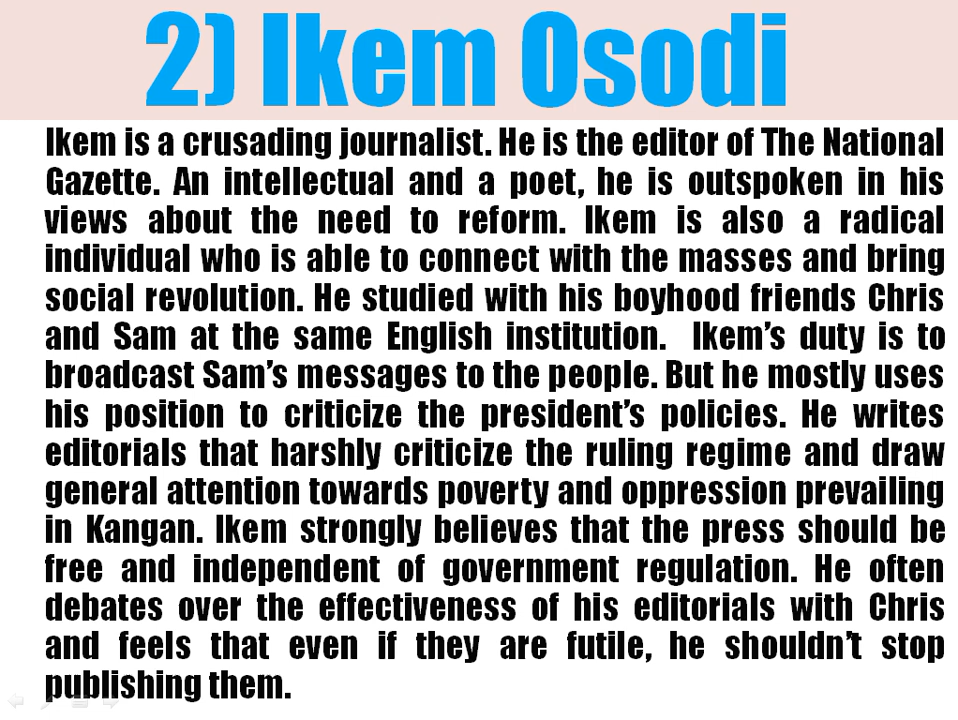 2) Ikem Osodi
Ikem is a crusading journalist. He is the editor of The National
Gazette. An intellectual and a poet, he is outspoken in his
views about the need to reform. Ikem is also a radical
individual who is able to connect with the masses and bring
social revolution. He studied with his boyhood friends Chris
and Sam at the same English institution. Ikem’s duty is to
broadcast Sam’s messages to the people. But he mostly uses
his position to criticize the president’s policies. He writes
editorials that harshly criticize the ruling regime and draw
general attention towards poverty and oppression prevailing
in Kangan. Ikem strongly believes that the press should be
free and independent of government regulation. He often
debates over the effectiveness of his editorials with Chris
and feels that even if they are futile, he shouldn’t stop
publishing them.